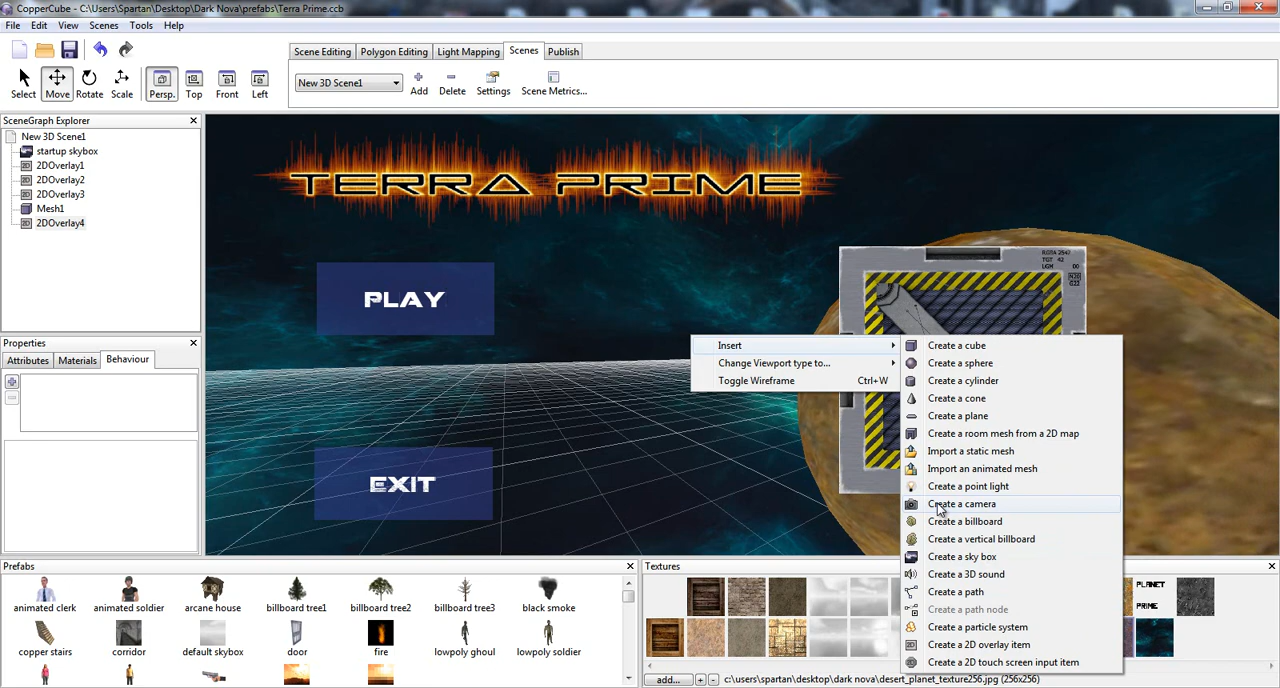 CopperCube - C:\Users\Spartan\Desktop\Dark Nova\prefabs\Terra Prime.ccb
File Edit View Scenes Tools Help
Scene Editing Polygon Editing Light Mapping Scenes Publish
Select Move Rotate Scale Persp. Top Front Left
New 3D Scene1 Add Delete Settings Scene Metrics...
SceneGraph Explorer
New 3D Scene1
startup skybox
2DOverlay1
2DOverlay2
2DOverlay3
Mesh1
2DOverlay4
Properties
Attributes Materials Behaviour
TERRA PRIME
PLAY
EXIT
RGRA 2547
TGT 42
LGM 00
Insert
Change Viewport type to...
Toggle Wireframe Ctrl+W
Create a cube
Create a sphere
Create a cylinder
Create a cone
Create a plane
Create a room mesh from a 2D map
Import a static mesh
Import an animated mesh
Create a point light
Create a camera
Create a billboard
Create a vertical billboard
Create a sky box
Create a 3D sound
Create a path
Create a path node
Create a particle system
Create a 2D overlay item
Create a 2D touch screen input item
Prefabs
animated clerk animated soldier arcane house billboard tree1 billboard tree2 billboard tree3 black smoke
copper stairs corridor default skybox door fire lowpoly ghoul lowpoly soldier
Textures
PLANET
PRIME
add... + - c:\users\spartan\desktop\dark nova\desert_planet_texture256.jpg (256x256)